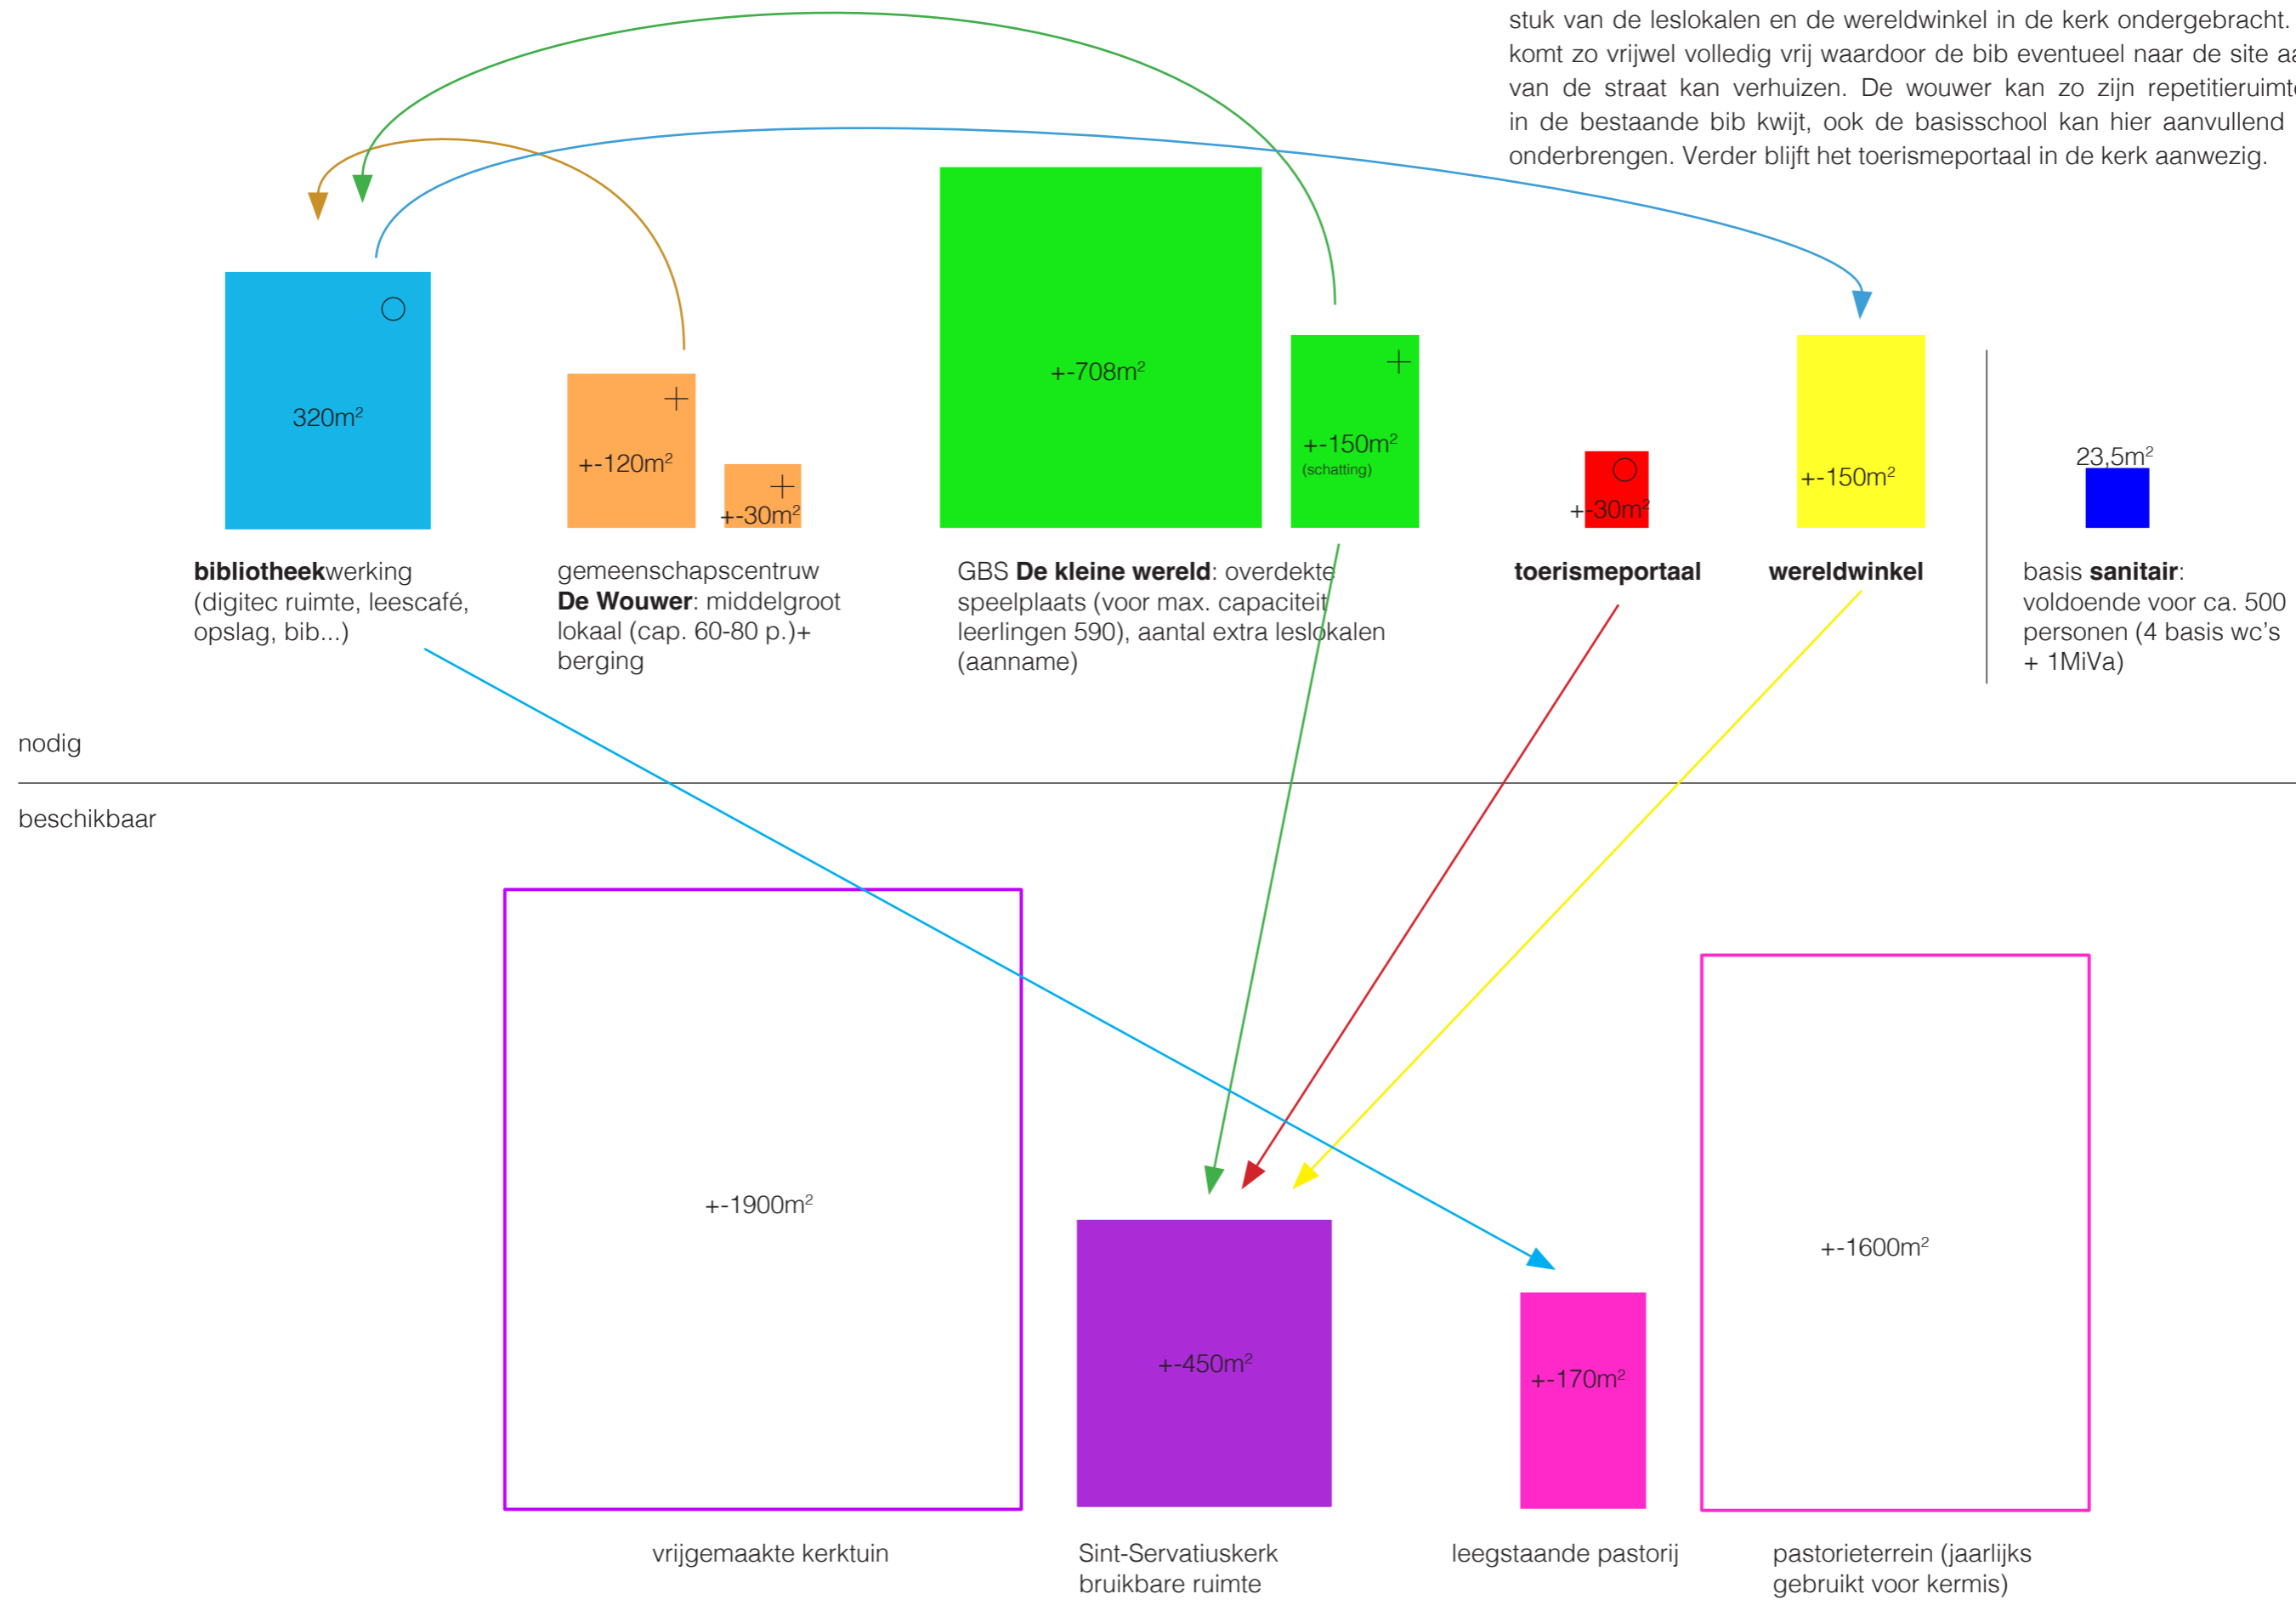 stuk van de leslokalen en de wereldwinkel in de kerk ondergebracht.
komt zo vrijwel volledig vrij waardoor de bib eventueel naar de site
van de straat kan verhuizen. De wouwer kan zo zijn
in de bestaande bib kwijt, ook de basisschool kan hier aanvullend
onderbrengen. Verder blijft het toerismeportaal in de kerk aanwezig.
320m²
+-120m²
+-30m²
+-708m²
+-150m²
(schatting)
+-30m²
+-150m²
23,5m²
bibliotheekwerking
(digitec ruimte, leescafé,
opslag, bib...)
gemeenschapscentruw
De Wouwer: middelgroot
lokaal (cap. 60-80 p.)+
berging
GBS De kleine wereld: overdekte
speelplaats (voor max. capaciteit
leerlingen 590), aantal extra leslokalen
(aanname)
toerismeportaal
wereldwinkel
basis sanitair:
voldoende voor ca. 500
personen (4 basis wc's
+ 1MiVa)
nodig
beschikbaar
+-1900m²
+-450m²
+-170m²
+-1600m²
vrijgemaakte kerktuin
Sint-Servatiuskerk
bruikbare ruimte
leegstaande pastorij
pastorieterrein (jaarlijks
gebruikt voor kermis)